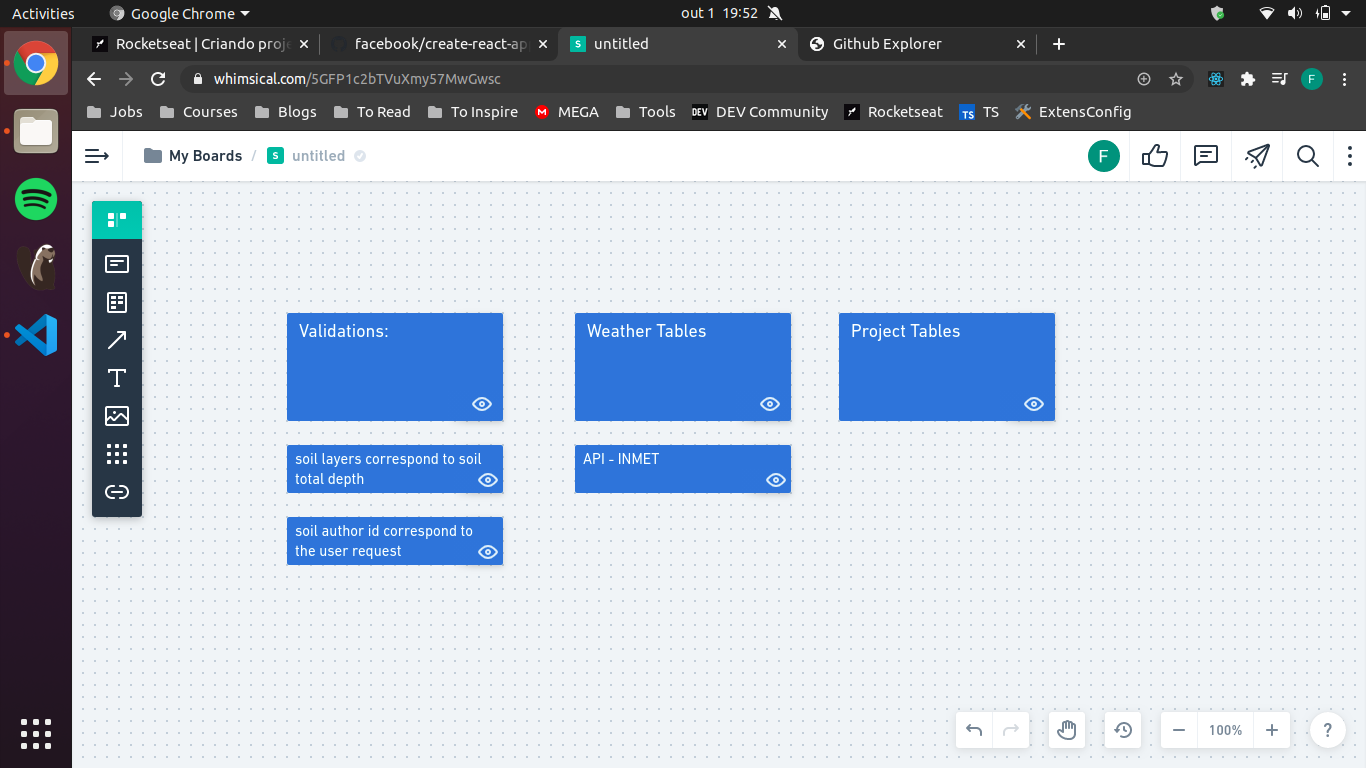 Activities
Google Chrome
out 1 19:52
Rocketseat | Criando proje
facebook/create-react-ap
untitled
Github Explorer
whimsical.com/5GFP1c2bTVuXmy57MwGwsc
F
Jobs
Courses
Blogs
To Read
To Inspire
M
MEGA
Tools
DEV
DEV Community
Rocketseat
TS
TS
ExtensConfig
My Boards / S untitled
F
Validations:
Weather Tables
Project Tables
soil layers correspond to soil
total depth
API - INMET
soil author id correspond to
the user request
100%
?